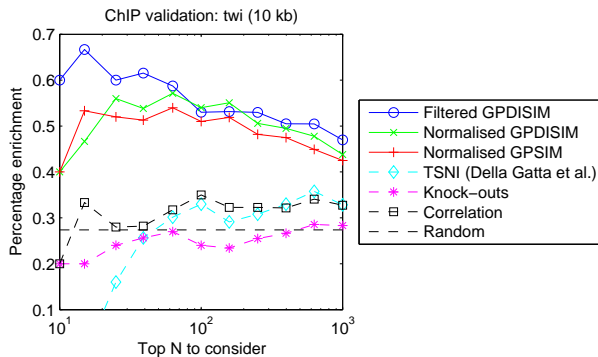 ChIP validation: twi (10 kb)
0.7
0.6
0.5
0.4
0.3
0.2
0.1
Percentage enrichment
10^1
10^2
10^3
Top N to consider
Filtered GPDISIM
Normalised GPDISIM
Normalised GPSIM
TSNI (Della Gatta et al.)
Knock−outs
Correlation
Random